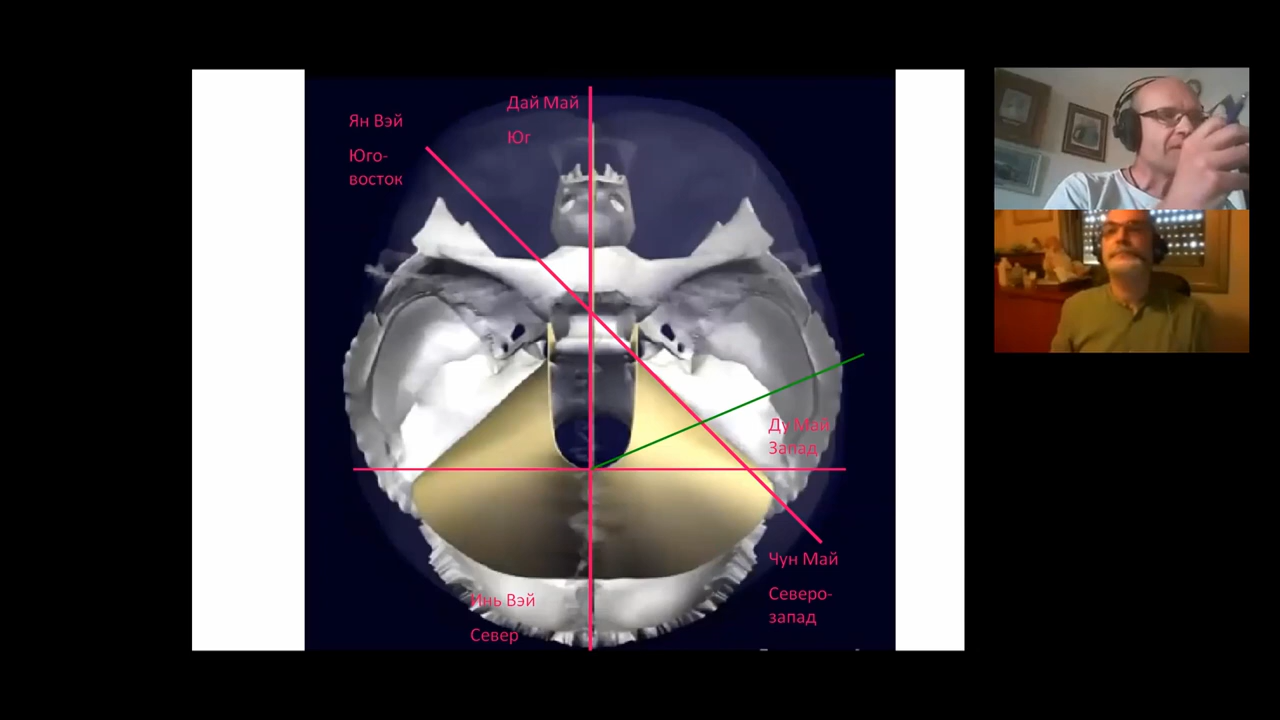 Дай Май
Юг
Ян Вэй
Юго-
восток
Ду Май
Запад
Чун Май
Северо-
запад
Инь Вэй
Север